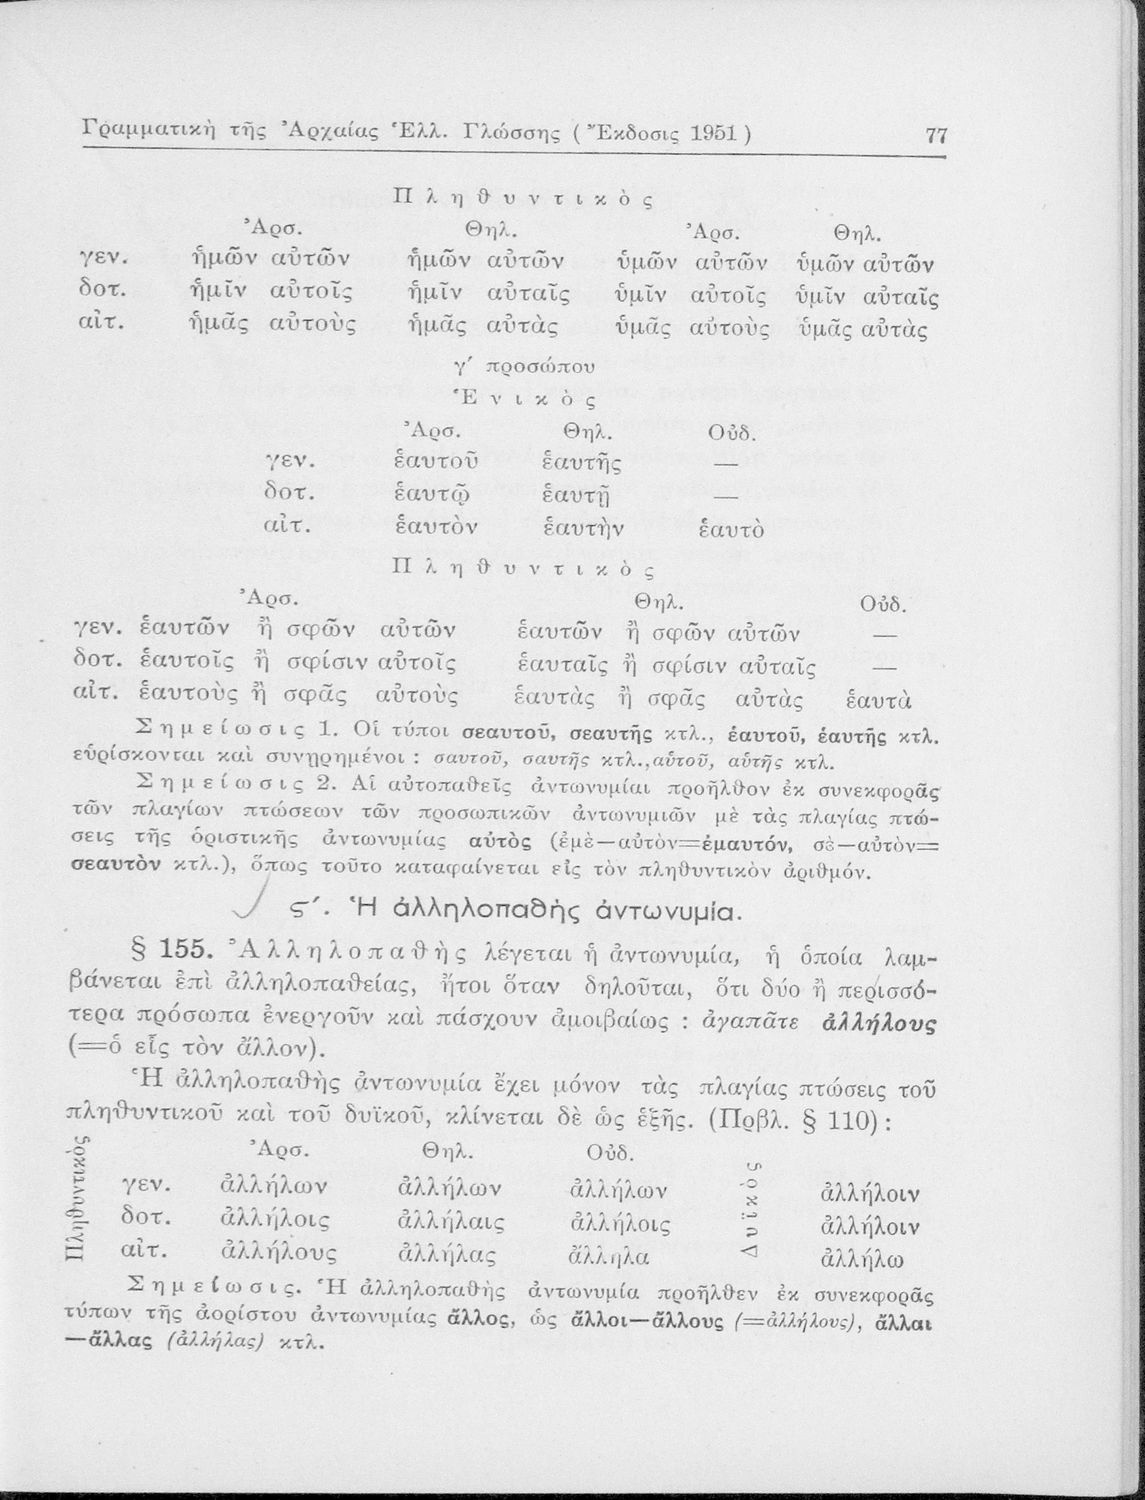 Γραμματικὴ τῆς Ἀρχαίας Ἑλλ. Γλώσσης ( Ἔκδοσις 1951 ) 77
Πληθυντικὸς
Ἀρσ. Θηλ. Ἀρσ. Θηλ.
γεν. ἡμῶν αὐτῶν ἡμῶν αὐτῶν ὑμῶν αὐτῶν ὑμῶν αὐτῶν
δοτ. ἡμῖν αὐτοῖς ἡμῖν αὐταῖς ὑμῖν αὐτοῖς ὑμῖν αὐταῖς
αἰτ. ἡμᾶς αὐτοὺς ἡμᾶς αὐτὰς ὑμᾶς αὐτοὺς ὑμᾶς αὐτὰς
γ′ προσώπου
Ἑνικὸς
Ἀρσ. Θηλ. Οὐδ.
γεν. ἑαυτοῦ ἑαυτῆς —
δοτ. ἑαυτῷ ἑαυτῇ —
αἰτ. ἑαυτὸν ἑαυτὴν ἑαυτὸ
Πληθυντικὸς
Ἀρσ. Θηλ. Οὐδ.
γεν. ἑαυτῶν ἢ σφῶν αὐτῶν ἑαυτῶν ἢ σφῶν αὐτῶν —
δοτ. ἑαυτοῖς ἢ σφίσιν αὐτοῖς ἑαυταῖς ἢ σφίσιν αὐταῖς —
αἰτ. ἑαυτοὺς ἢ σφᾶς αὐτοὺς ἑαυτὰς ἢ σφᾶς αὐτὰς ἑαυτὰ
Σημείωσις 1. Οἱ τύποι σεαυτοῦ, σεαυτῆς κτλ., ἑαυτοῦ, ἑαυτῆς κτλ.
εὑρίσκονται καὶ συνῃρημένοι : σαυτοῦ, σαυτῆς κτλ.,αὑτοῦ, αὑτῆς κτλ.
Σημείωσις 2. Αἱ αὐτοπαθεῖς ἀντωνυμίαι προῆλθον ἐκ συνεκφορᾶς
τῶν πλαγίων πτώσεων τῶν προσωπικῶν ἀντωνυμιῶν μὲ τὰς πλαγίας πτώ-
σεις τῆς ὁριστικῆς ἀντωνυμίας αὐτὸς (ἐμὲ—αὐτὸν=ἐμαυτόν, σὲ—αὐτὸν=
σεαυτὸν κτλ.), ὅπως τοῦτο καταφαίνεται εἰς τὸν πληθυντικὸν ἀριθμόν.
ς′. Ἡ ἀλληλοπαθὴς ἀντωνυμία.
§ 155. Ἀλληλοπαθὴς λέγεται ἡ ἀντωνυμία, ἡ ὁποία λαμ-
βάνεται ἐπὶ ἀλληλοπαθείας, ἤτοι ὅταν δηλοῦται, ὅτι δύο ἢ περισσό-
τερα πρόσωπα ἐνεργοῦν καὶ πάσχουν ἀμοιβαίως : ἀγαπᾶτε ἀλλήλους
(=ὁ εἷς τὸν ἄλλον).
Ἡ ἀλληλοπαθὴς ἀντωνυμία ἔχει μόνον τὰς πλαγίας πτώσεις τοῦ
πληθυντικοῦ καὶ τοῦ δυϊκοῦ, κλίνεται δὲ ὡς ἑξῆς. (Πρβλ. § 110) :
Πληθυντικὸς
Ἀρσ. Θηλ. Οὐδ.
Δυϊκὸς
γεν. ἀλλήλων ἀλλήλων ἀλλήλων ἀλλήλοιν
δοτ. ἀλλήλοις ἀλλήλαις ἀλλήλοις ἀλλήλοιν
αἰτ. ἀλλήλους ἀλλήλας ἄλληλα ἀλλήλω
Σημείωσις. Ἡ ἀλληλοπαθὴς ἀντωνυμία προῆλθεν ἐκ συνεκφορᾶς
τύπων τῆς ἀορίστου ἀντωνυμίας ἄλλος, ὡς ἄλλοι—ἄλλους (=ἀλλήλους), ἄλλαι
—ἄλλας (ἀλλήλας) κτλ.